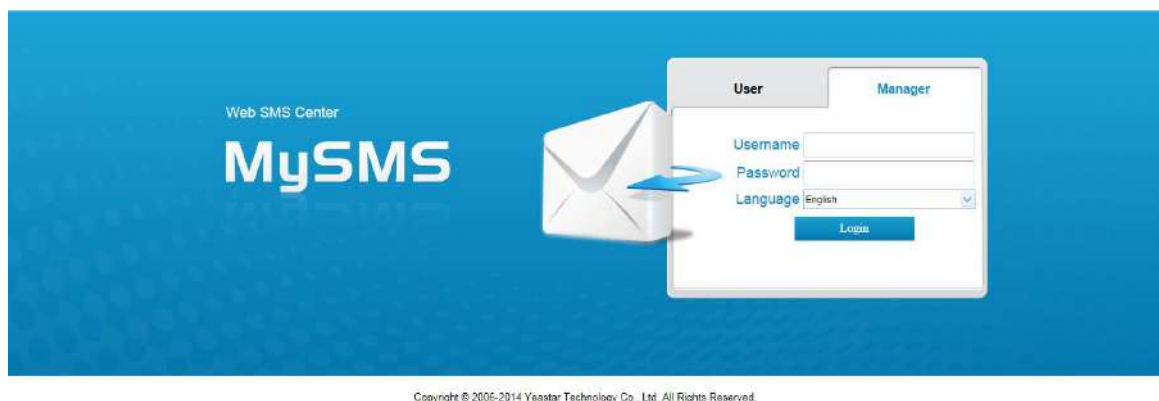 User
Manager
Web SMS Center
MySMS
Username
Password
Language English
Login
Copyright © 2006-2014 Yeastar Technology Co., Ltd. All Rights Reserved.